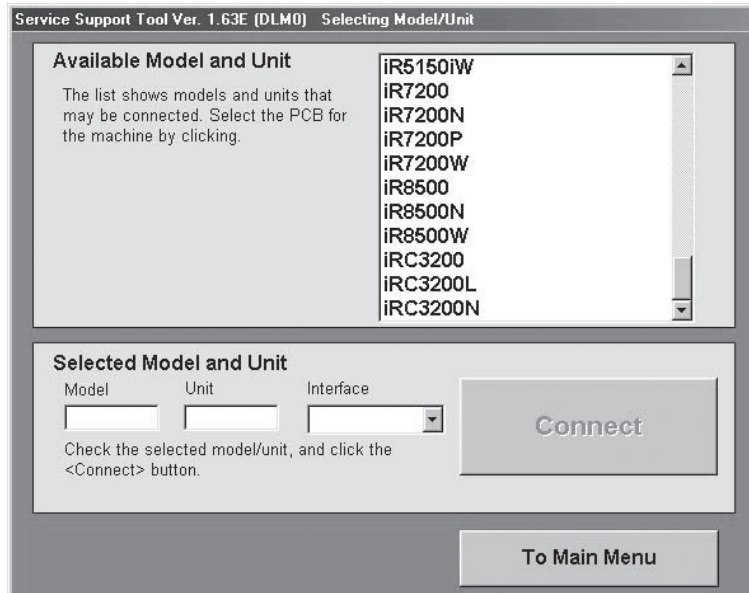 Service Support Tool Ver. 1.63E (DLM0) Selecting Model/Unit
Available Model and Unit
The list shows models and units that
may be connected. Select the PCB for
the machine by clicking.
iR5150iW
iR7200
iR7200N
iR7200P
iR7200W
iR8500
iR8500N
iR8500W
iRC3200
iRC3200L
iRC3200N
Selected Model and Unit
Model Unit Interface
Check the selected model/unit, and click the
<Connect> button.
Connect
To Main Menu